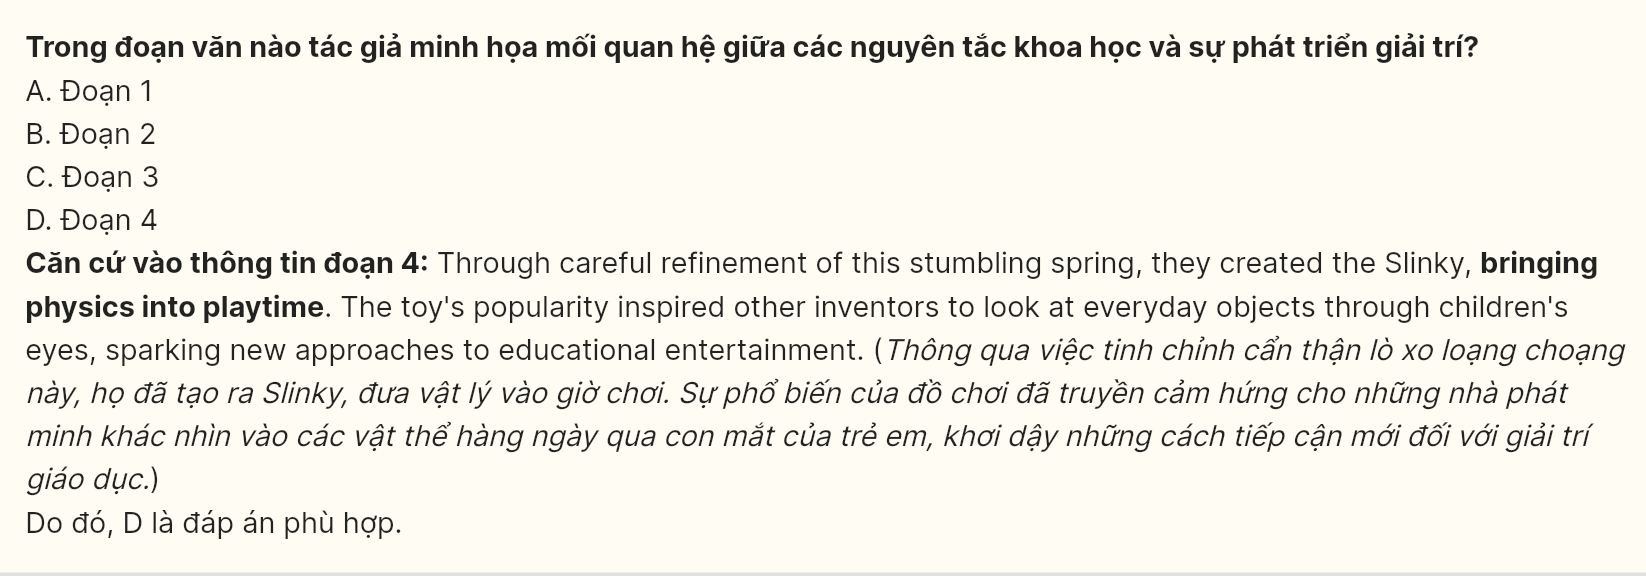 Trong đoạn văn nào tác giả minh họa mối quan hệ giữa các nguyên tắc khoa học và sự phát triển giải trí?
A. Đoạn 1
B. Đoạn 2
C. Đoạn 3
D. Đoạn 4
Căn cứ vào thông tin đoạn 4: Through careful refinement of this stumbling spring, they created the Slinky, bringing
physics into playtime. The toy's popularity inspired other inventors to look at everyday objects through children's
eyes, sparking new approaches to educational entertainment. (Thông qua việc tinh chỉnh cẩn thận lò xo loạng choạng
này, họ đã tạo ra Slinky, đưa vật lý vào giờ chơi. Sự phổ biến của đồ chơi đã truyền cảm hứng cho những nhà phát
minh khác nhìn vào các vật thể hàng ngày qua con mắt của trẻ em, khơi dậy những cách tiếp cận mới đối với giải trí
giáo dục.)
Do đó, D là đáp án phù hợp.